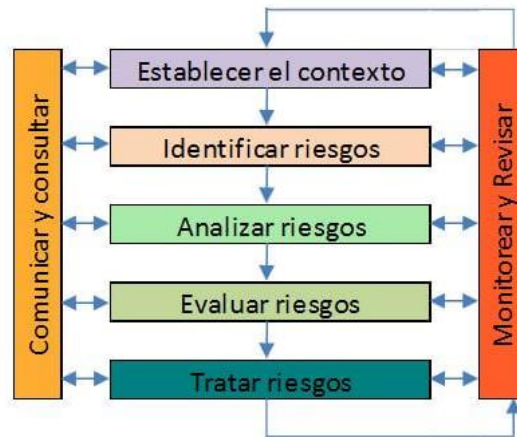 Establecer el contexto
Identificar riesgos
Analizar riesgos
Evaluar riesgos
Tratar riesgos
Comunicar y consultar
Monitorear y Revisar